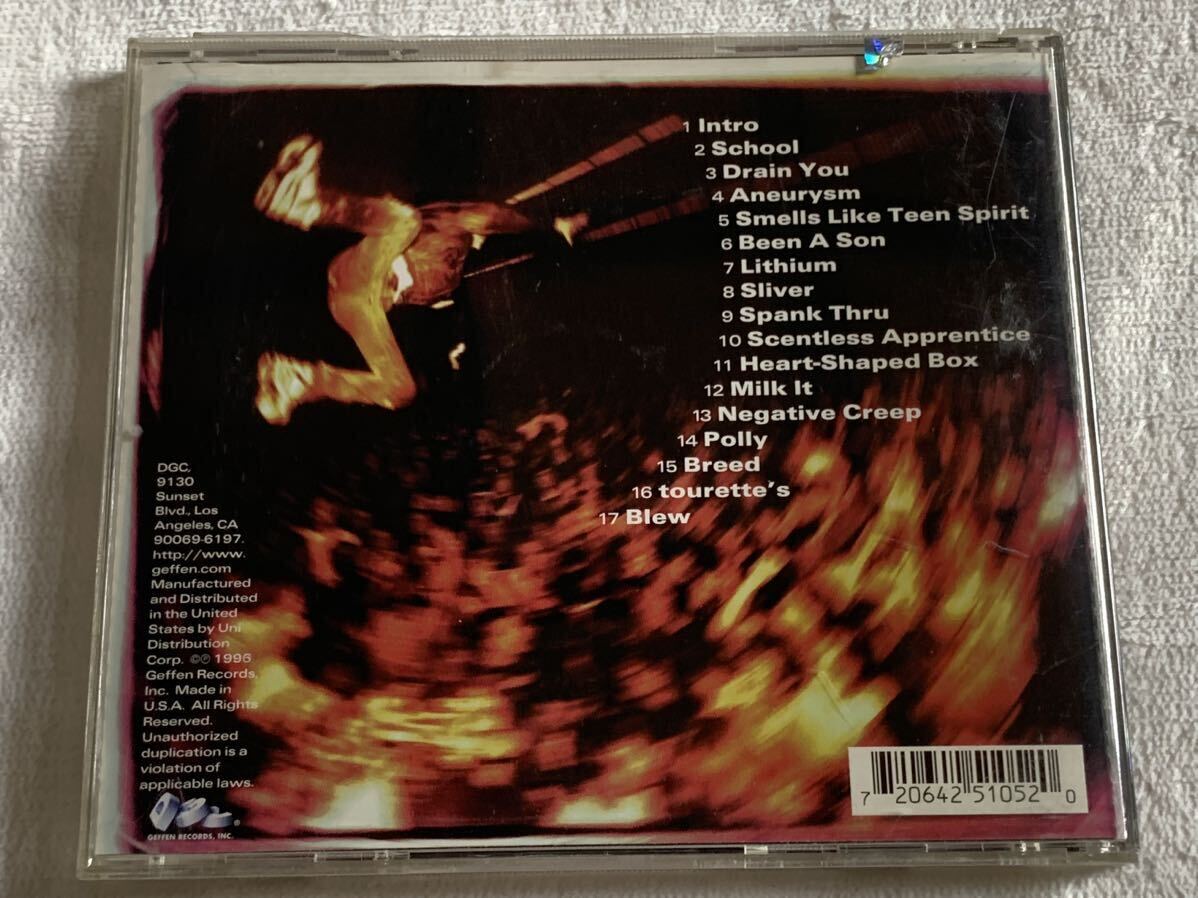 1 Intro
2 School
3 Drain You
4 Aneurysm
5 Smells Like Teen Spirit
6 Been A Son
7 Lithium
8 Sliver
9 Spank Thru
10 Scentless Apprentice
11 Heart-Shaped Box
12 Milk It
13 Negative Creep
14 Polly
15 Breed
16 tourette's
17 Blew
DGC,
9130
Sunset
Blvd., Los
Angeles, CA
90069-6197.
http://www.
geffen.com
Manufactured
and Distributed
in the United
States by Uni
Distribution
Corp. ©℗ 1996
Geffen Records,
Inc. Made in
U.S.A. All Rights
Reserved.
Unauthorized
duplication is a
violation of
applicable laws.
®
GEFFEN RECORDS, INC.
7 20642 51052 0